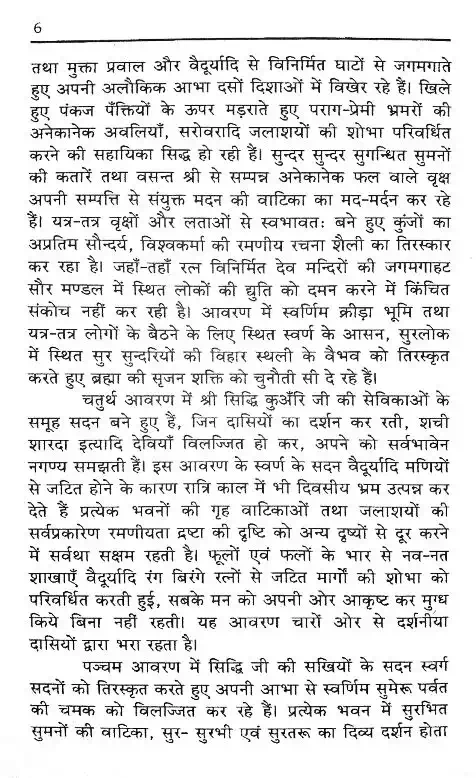 6
तथा मुक्ता प्रवाल और वैदूर्यादि से विनिर्मित घाटों से जगमगाते
हुए अपनी अलौकिक आभा दसों दिशाओं में विखेर रहे हैं। खिले
हुए पंकज पँक्तियों के ऊपर मड़राते हुए पराग-प्रेमी भ्रमरों की
अनेकानेक अवलियाँ, सरोवरादि जलाशयों की शोभा परिवर्धित
करने की सहायिका सिद्ध हो रही हैं। सुन्दर सुन्दर सुगन्धित सुमनों
की कतारें तथा वसन्त श्री से सम्पन्न अनेकानेक फल वाले वृक्ष
अपनी सम्पत्ति से संयुक्त मदन की वाटिका का मद-मर्दन कर रहे
हैं। यत्र-तत्र वृक्षों और लताओं से स्वभावतः बने हुए कुंजों का
अप्रतिम सौन्दर्य, विश्वकर्मा की रमणीय रचना शैली का तिरस्कार
कर रहा है। जहाँ-तहाँ रत्न विनिर्मित देव मन्दिरों की जगमगाहट
सौर मण्डल में स्थित लोकों की द्युति को दमन करने में किंचित
संकोच नहीं कर रही है। आवरण में स्वर्णिम क्रीड़ा भूमि तथा
यत्र-तत्र लोगों के बैठने के लिए स्थित स्वर्ण के आसन, सुरलोक
में स्थित सुर सुन्दरियों की विहार स्थली के वैभव को तिरस्कृत
करते हुए ब्रह्मा की सृजन शक्ति को चुनौती सी दे रहे हैं।
चतुर्थ आवरण में श्री सिद्धि कुअँरि जी की सेविकाओं के
समूह सदन बने हुए हैं, जिन दासियों का दर्शन कर रती, शची
शारदा इत्यादि देवियाँ विलज्जित हो कर, अपने को सर्वभावेन
नगण्य समझती हैं। इस आवरण के स्वर्ण के सदन वैदूर्यादि मणियों
से जटित होने के कारण रात्रि काल में भी दिवसीय भ्रम उत्पन्न कर
देते हैं प्रत्येक भवनों की गृह वाटिकाओं तथा जलाशयों की
सर्वप्रकारेण रमणीयता द्रष्टा की दृष्टि को अन्य दृष्यों से दूर करने
में सर्वथा सक्षम रहती है। फूलों एवं फलों के भार से नव-नत
शाखाएँ वैदूर्यादि रंग बिरंगे रत्नों से जटित मार्गों की शोभा को
परिवर्धित करती हुई, सबके मन को अपनी ओर आकृष्ट कर मुग्ध
किये बिना नहीं रहती। यह आवरण चारों ओर से दर्शनीया
दासियों द्वारा भरा रहता है।
पञ्चम आवरण में सिद्धि जी की सखियों के सदन स्वर्ग
सदनों को तिरस्कृत करते हुए अपनी आभा से स्वर्णिम सुमेरू पर्वत
की चमक को विलज्जित कर रहे हैं। प्रत्येक भवन में सुरभित
सुमनों की वाटिका, सुर- सुरभी एवं सुरतरू का दिव्य दर्शन होता